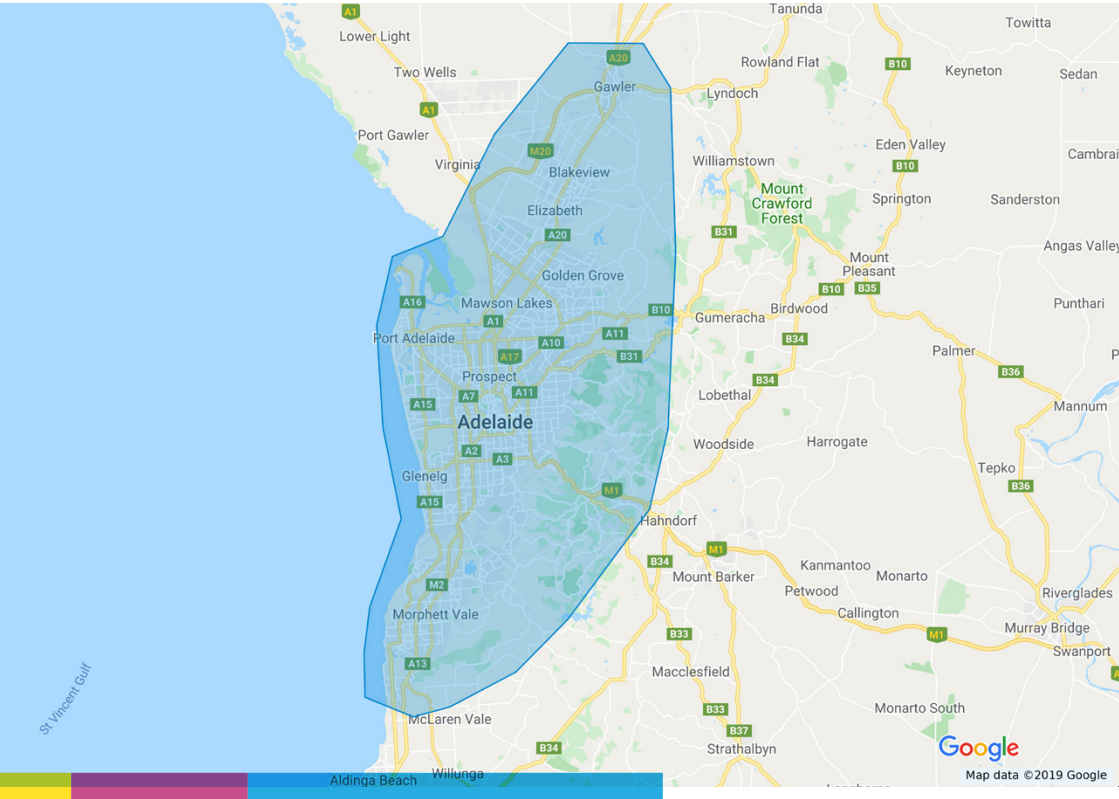 A1
Tanunda
Lower Light
Towitta
A20
Rowland Flat
B10
Keyneton
Sedan
Two Wells
Gawler
Lyndoch
A1
Port Gawler
M20
Eden Valley
Cambrai
Virginia
Williamstown
B10
Blakeview
Mount
Crawford
Forest
Springton
Sanderston
Elizabeth
A20
B31
Angas Valley
Mount
Pleasant
Golden Grove
B10
B35
A16
Mawson Lakes
B10
Birdwood
Punthari
A1
Gumeracha
Port Adelaide
A11
A10
B34
A17
B31
Palmer
P
Prospect
B34
B36
A7
A11
Lobethal
A15
Mannum
Adelaide
Woodside
Harrogate
A2
A3
Glenelg
Tepko
M1
B36
A15
Hahndorf
M1
B34
Kanmantoo
Mount Barker
Monarto
M2
Petwood
Riverglades
Morphett Vale
Callington
B33
M1
Murray Bridge
Swanport
A13
Macclesfield
A
St Vincent Gulf
B33
Monarto South
McLaren Vale
B37
B34
Strathalbyn
Google
Willunga
Map data ©2019 Google
Aldinga Beach